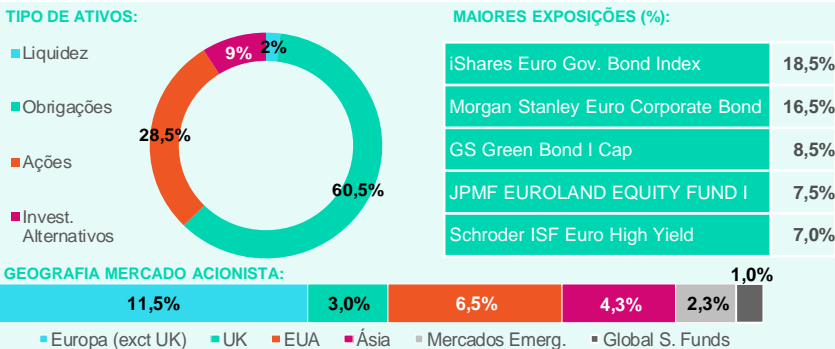 TIPO DE ATIVOS:
Liquidez
Obrigações
Ações
Invest.
Alternativos
2%
9%
28,5%
60,5%
MAIORES EXPOSIÇÕES (%):
iShares Euro Gov. Bond Index 18,5%
Morgan Stanley Euro Corporate Bond 16,5%
GS Green Bond I Cap 8,5%
JPMF EUROLAND EQUITY FUND I 7,5%
Schroder ISF Euro High Yield 7,0%
GEOGRAFIA MERCADO ACIONISTA:
1,0%
11,5% 3,0% 6,5% 4,3% 2,3%
Europa (exct UK) UK EUA Ásia Mercados Emerg. Global S. Funds